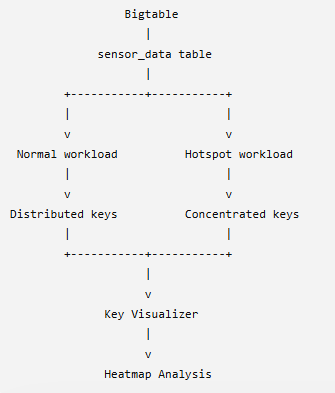 Bigtable
|
sensor_data table
|
+-----------+-----------+
| |
v v
Normal workload Hotspot workload
| |
v v
Distributed keys Concentrated keys
| |
+-----------+-----------+
|
v
Key Visualizer
|
v
Heatmap Analysis